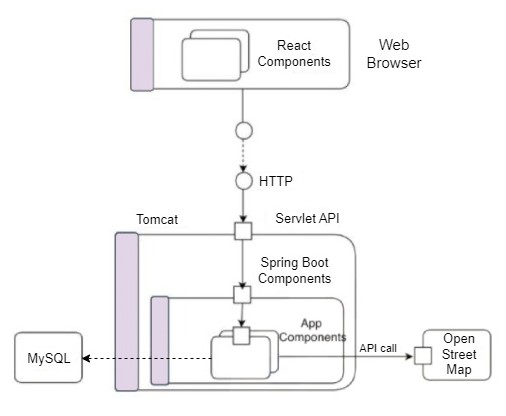 React
Components
Web
Browser
HTTP
Tomcat
Servlet API
Spring Boot
Components
App
Components
API call
MySQL
Open
Street
Map